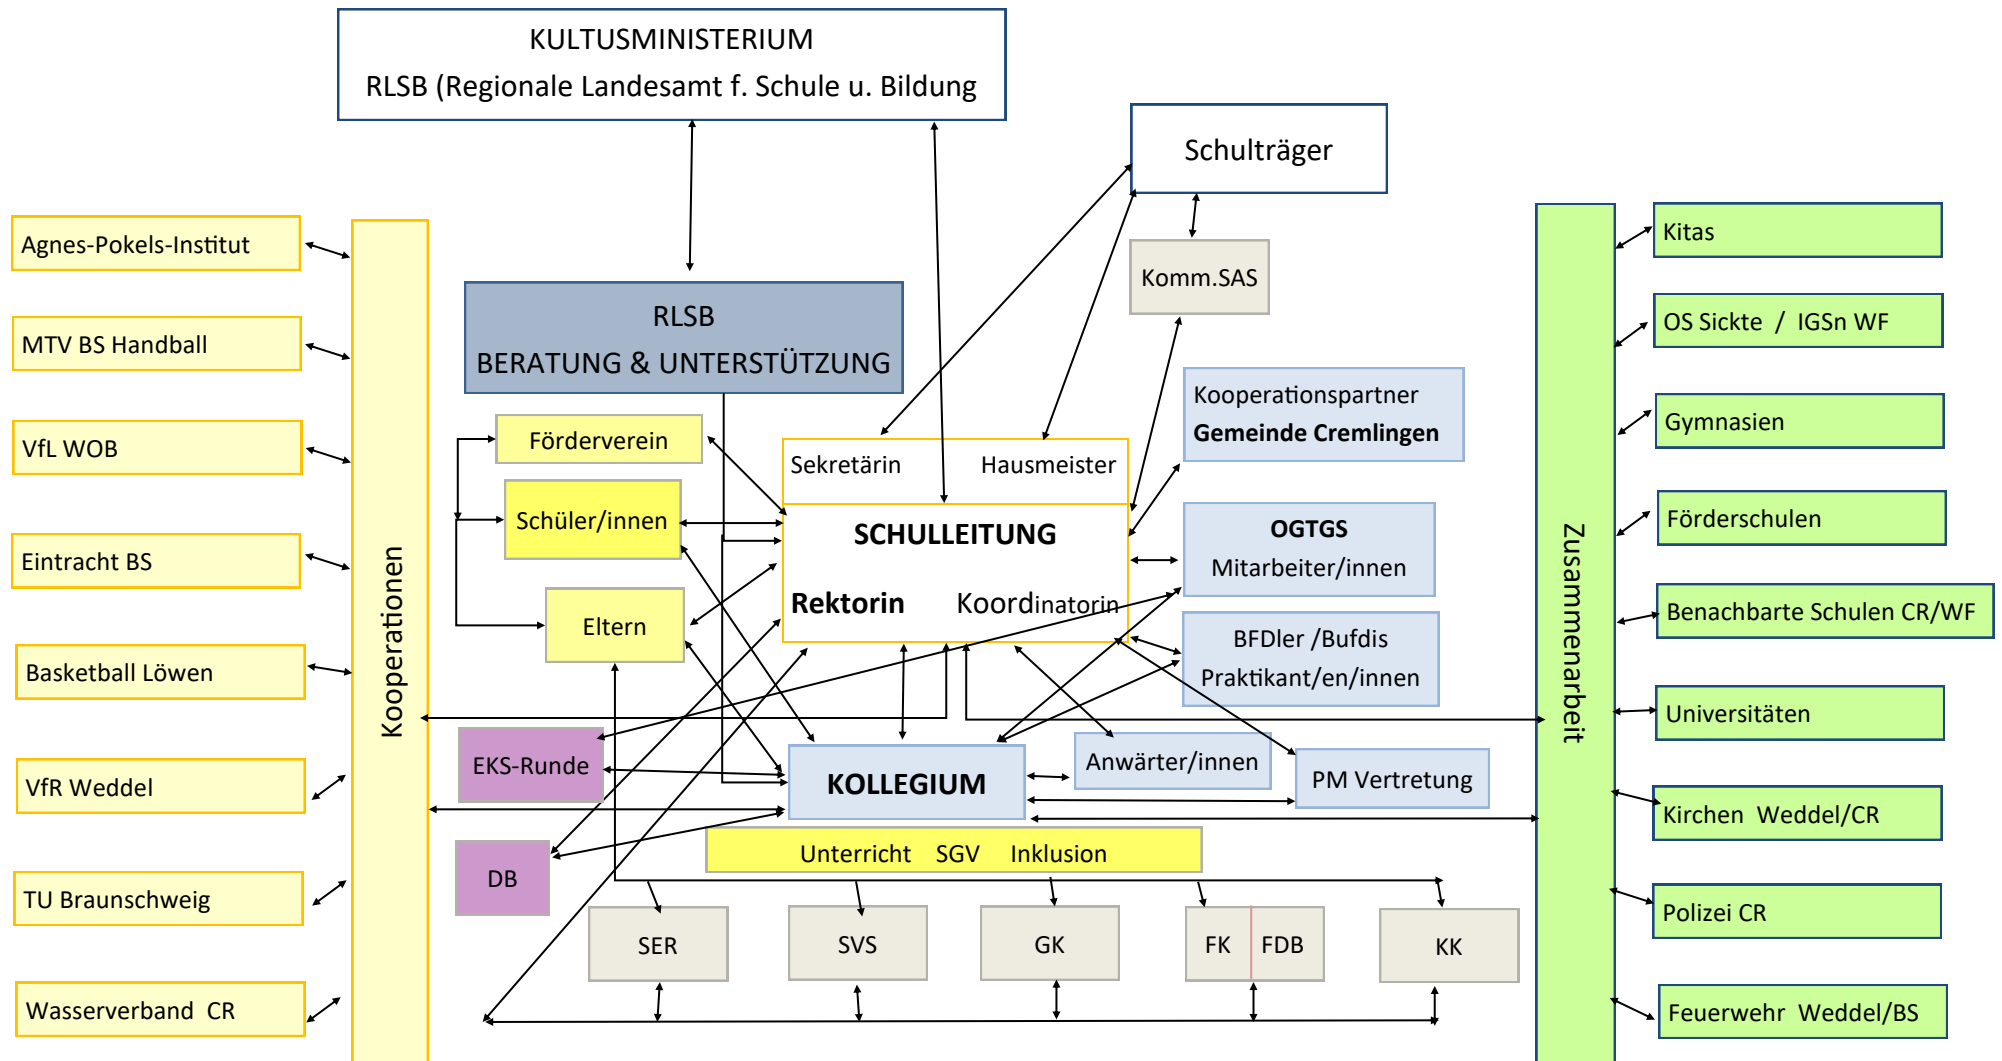 KULTUSMINISTERIUM
RLSB (Regionale Landesamt f. Schule u. Bildung
Schulträger
Komm.SAS
RLSB
BERATUNG & UNTERSTÜTZUNG
Agnes-Pokels-Institut
MTV BS Handball
VfL WOB
Eintracht BS
Basketball Löwen
VfR Weddel
TU Braunschweig
Wasserverband CR
Kooperationen
Förderverein
Schüler/innen
Eltern
EKS-Runde
DB
Sekretärin Hausmeister
SCHULLEITUNG
Rektorin Koordinatorin
KOLLEGIUM
Unterricht SGV Inklusion
SER
SVS
GK
FK FDB
KK
Kooperationspartner
Gemeinde Cremlingen
OGTGS
Mitarbeiter/innen
BFDler /Bufdis
Praktikant/en/innen
Anwärter/innen
PM Vertretung
Zusammenarbeit
Kitas
OS Sickte / IGSn WF
Gymnasien
Förderschulen
Benachbarte Schulen CR/WF
Universitäten
Kirchen Weddel/CR
Polizei CR
Feuerwehr Weddel/BS